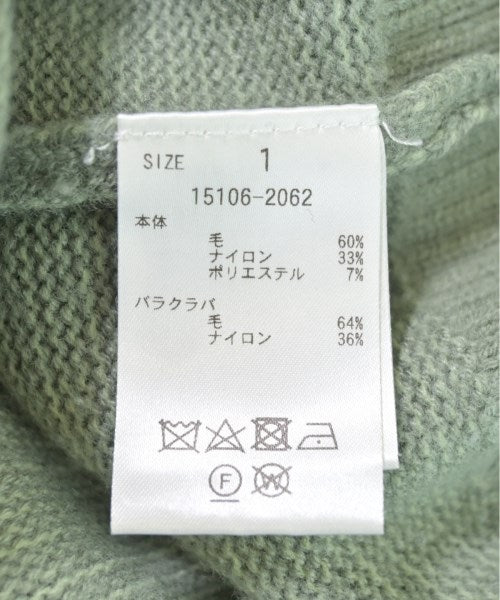 SIZE 1
15106-2062
本体
毛 60%
ナイロン 33%
ポリエステル 7%
バラクラバ
毛 64%
ナイロン 36%
F W